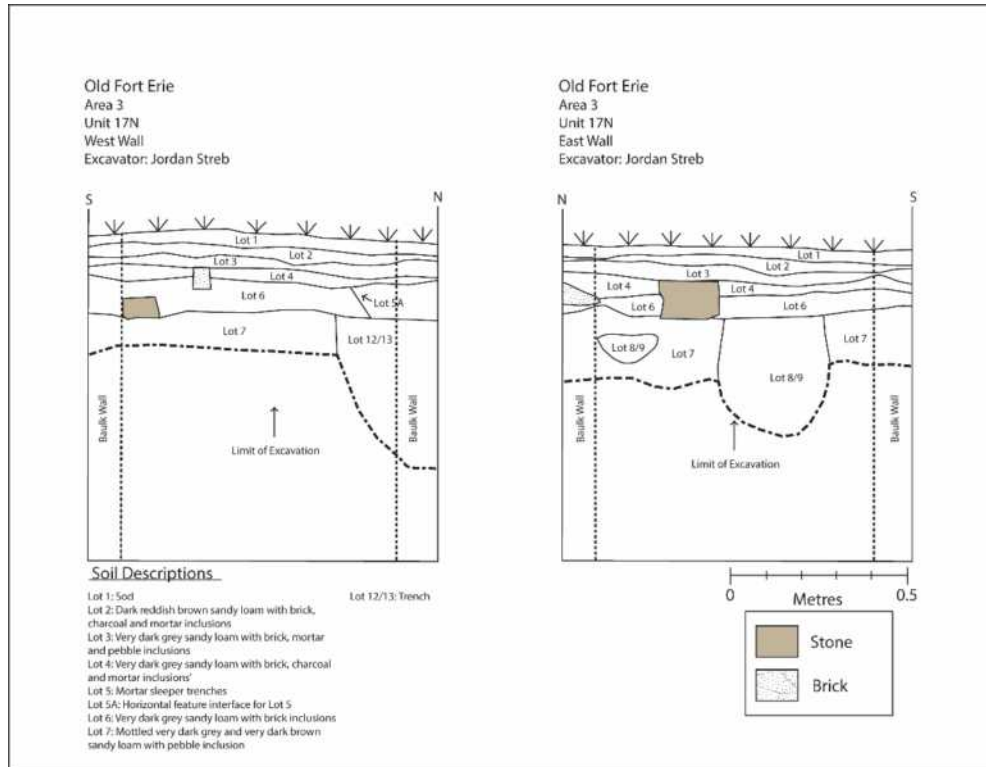 Old Fort Erie
Area 3
Unit 17N
West Wall
Excavator: Jordan Streb
S
N
Lot 1
Lot 2
Lot 3
Lot 4
Lot 6
Lot 5A
Lot 7
Lot 12/13
Baulk Wall
Baulk Wall
Limit of Excavation
Old Fort Erie
Area 3
Unit 17N
East Wall
Excavator: Jordan Streb
N
S
Lot 1
Lot 2
Lot 3
Lot 4
Lot 4
Lot 6
Lot 6
Lot 8/9
Lot 7
Lot 7
Lot 8/9
Baulk Wall
Baulk Wall
Limit of Excavation
Soil Descriptions
Lot 1: Sod
Lot 2: Dark reddish brown sandy loam with brick,
charcoal and mortar inclusions
Lot 3: Very dark grey sandy loam with brick, mortar
and pebble inclusions
Lot 4: Very dark grey sandy loam with brick, charcoal
and mortar inclusions'
Lot 5: Mortar sleeper trenches
Lot 5A: Horizontal feature interface for Lot 5
Lot 6: Very dark grey sandy loam with brick inclusions
Lot 7: Mottled very dark grey and very dark brown
sandy loam with pebble inclusion
Lot 12/13: Trench
0 Metres 0.5
Stone
Brick